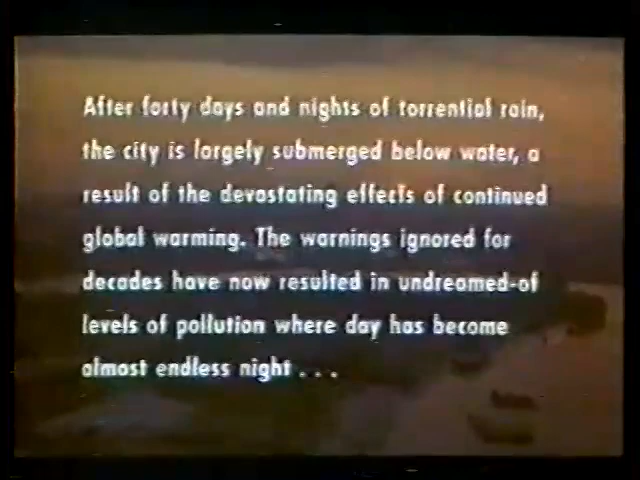 After forty days and nights of torrential rain,
the city is largely submerged below water, a
result of the devastating effects of continued
global warming. The warnings ignored for
decades have now resulted in undreamed-of
levels of pollution where day has become
almost endless night . . .